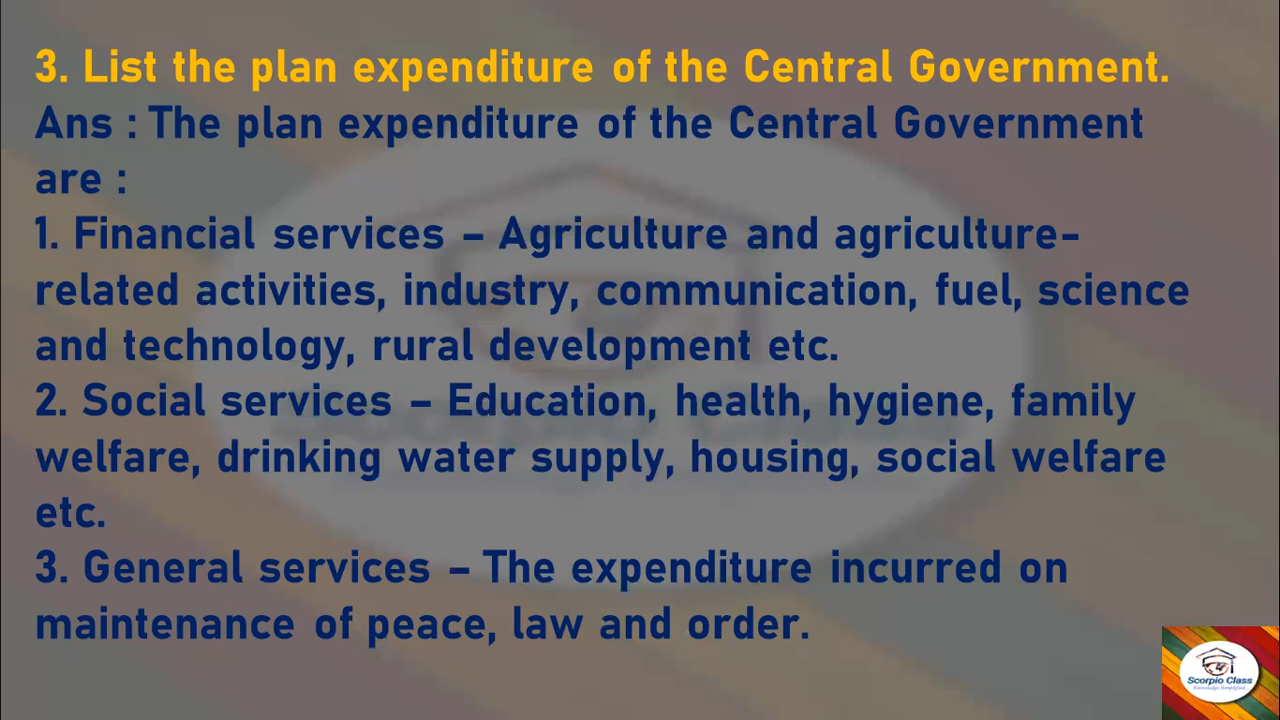 3. List the plan expenditure of the Central Government.
Ans : The plan expenditure of the Central Government
are :
1. Financial services – Agriculture and agriculture-
related activities, industry, communication, fuel, science
and technology, rural development etc.
2. Social services – Education, health, hygiene, family
welfare, drinking water supply, housing, social welfare
etc.
3. General services – The expenditure incurred on
maintenance of peace, law and order.
Scorpio Class
Knowledge Simplified.